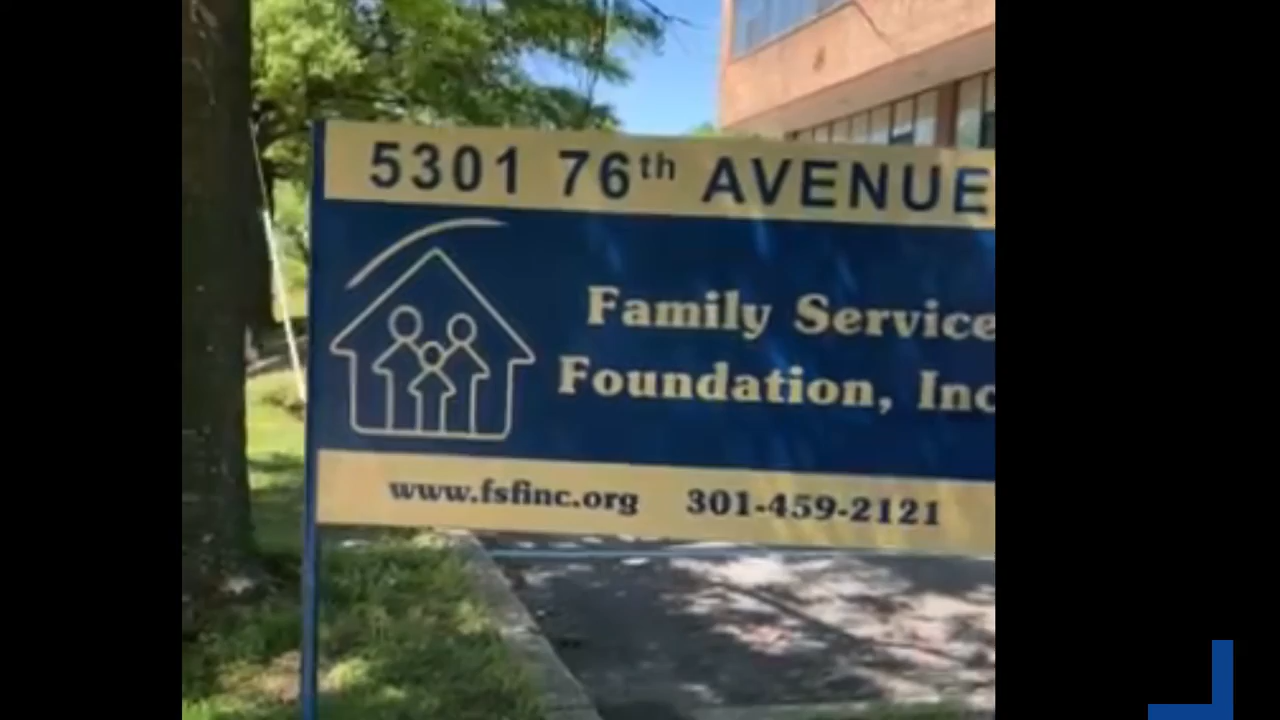 5301 76th AVENUE
Family Service
Foundation, Inc
www.fsfinc.org 301-459-2121